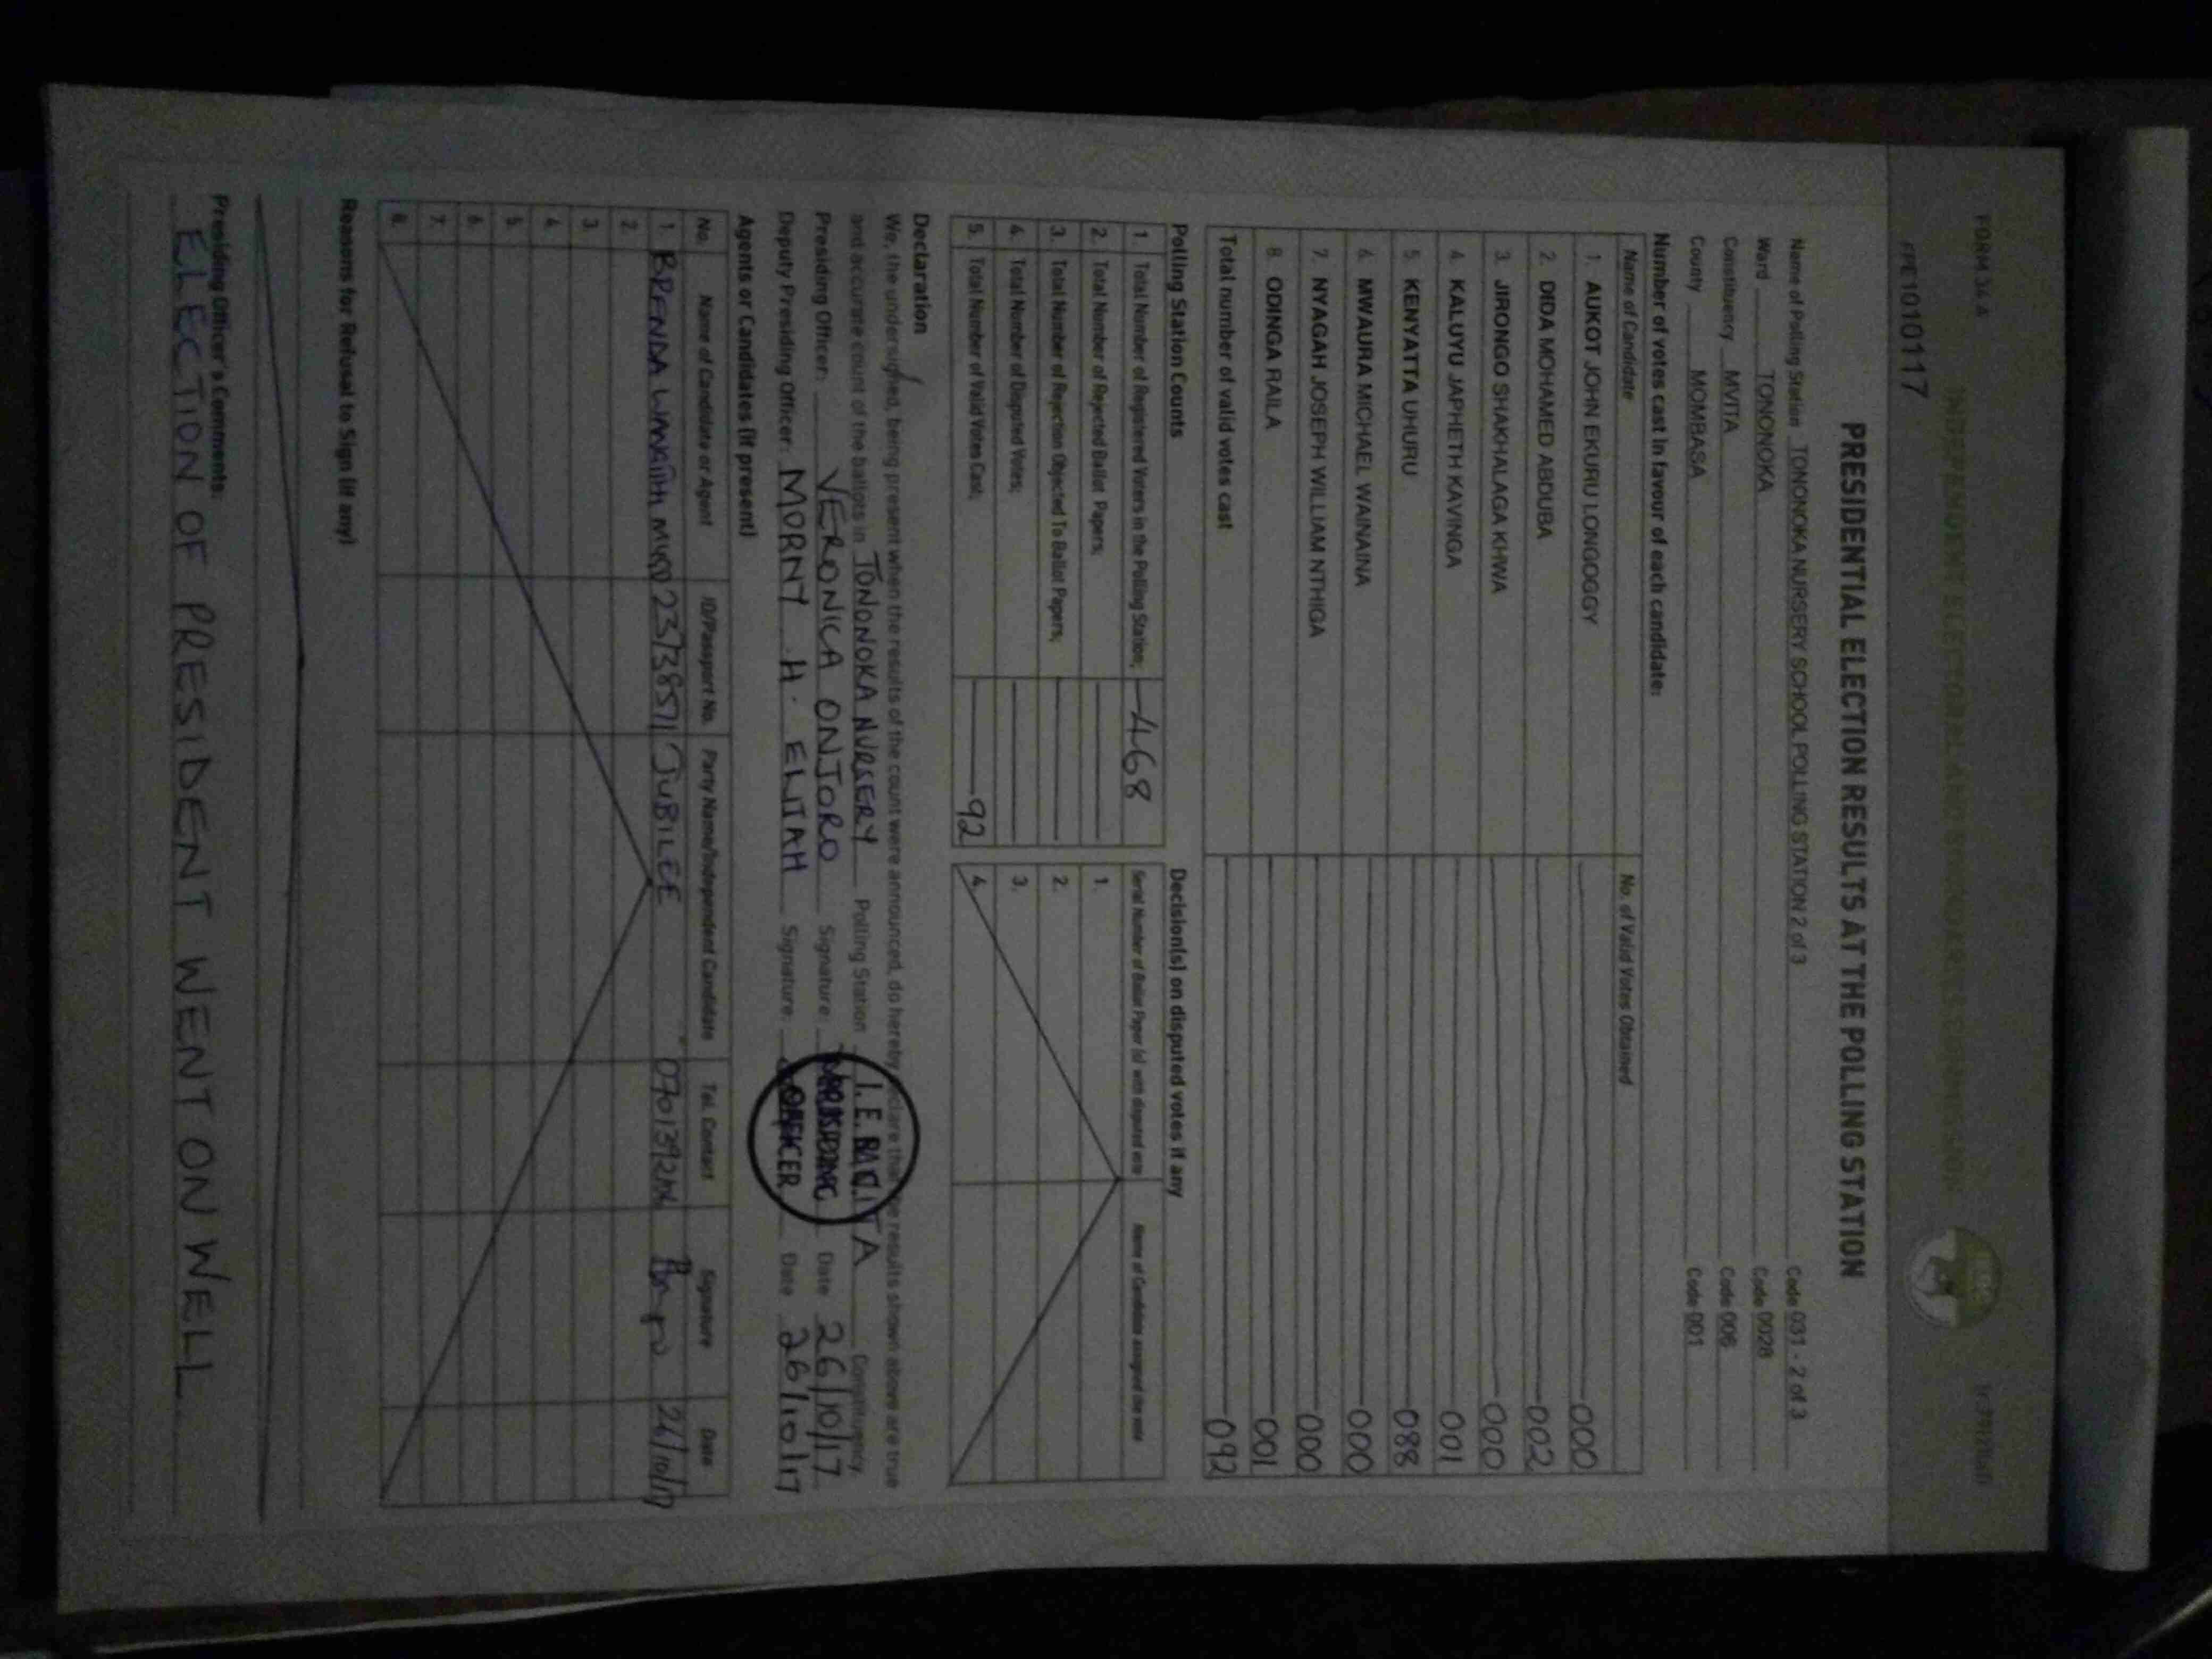 FORM 34 A
INDEPENDENT ELECTORAL AND BOUNDARIES COMMISSION
PE1010117
PRESIDENTIAL ELECTION RESULTS AT THE POLLING STATION
Name of Polling Station TONONOKA NURSERY SCHOOL POLLING STATION 2 of 3 Code 031 - 2 of 3
Ward TONONOKA Code 0028
Constituency MVITA Code 006
County MOMBASA Code 001
Number of votes cast in favour of each candidate:
Name of Candidate No. of Valid Votes Obtained
1. AUKOT JOHN EKURU LONGOGGY 000
2. DIDA MOHAMED ABDUBA 002
3. JIRONGO SHAKHALAGA KHWA 000
4. KALUYU JAPHETH KAVINGA 001
5. KENYATTA UHURU 088
6. MWAURA MICHAEL WAINAINA 000
7. NYAGAH JOSEPH WILLIAM NTHIGA 000
8. ODINGA RAILA 001
Total number of valid votes cast 092
Polling Station Counts Decision(s) on disputed votes if any
1. Total Number of Registered Voters in the Polling Station; 468 Serial Number of Ballot Paper (s) with disputed vote Name of Candidate assigned the vote
2. Total Number of Rejected Ballot Papers; 1.
3. Total Number of Rejection Objected To Ballot Papers; 2.
4. Total Number of Disputed Votes; 3.
5. Total Number of Valid Votes Cast; 92 4.
Declaration
We, the undersigned, being present when the results of the count were announced, do hereby declare that the results shown above are true
and accurate count of the ballots in TONONOKA NURSERY Polling Station Constituency.
Presiding Officer: VERONICA ONJORO Signature: Date 26/10/17
Deputy Presiding Officer: MORNY H. ELIJAH Signature: Date 26/10/17
I.E.B.C
PRESIDING
OFFICER
Agents or Candidates (if present)
No. Name of Candidate or Agent ID/Passport No. Party Name/Independent Candidate Tel. Contact Signature Date
1. BRENDA JUBILEE 26/10/17
2.
3.
4.
5.
6.
7.
8.
Reasons for Refusal to Sign (if any)
Presiding Officer's Comments:
ELECTION OF PRESIDENT WENT ON WELL